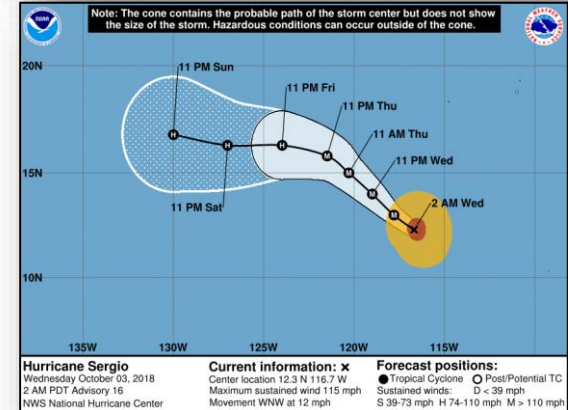 Note: The cone contains the probable path of the storm center but does not show
the size of the storm. Hazardous conditions can occur outside of the cone.
NOAA
20N
11 PM Sun
11 PM Fri
11 PM Thu
11 AM Thu
15N
11 PM Wed
11 PM Sat
2 AM Wed
H
H
H
M
M
M
M
10N
135W
130W
125W
120W
115W
Hurricane Sergio
Wednesday October 03, 2018
2 AM PDT Advisory 16
NWS National Hurricane Center
Current information: ×
Center location 12.3 N 116.7 W
Maximum sustained wind 115 mph
Movement WNW at 12 mph
Forecast positions:
● Tropical Cyclone ○ Post/Potential TC
Sustained winds: D < 39 mph
S 39-73 mph H 74-110 mph M > 110 mph